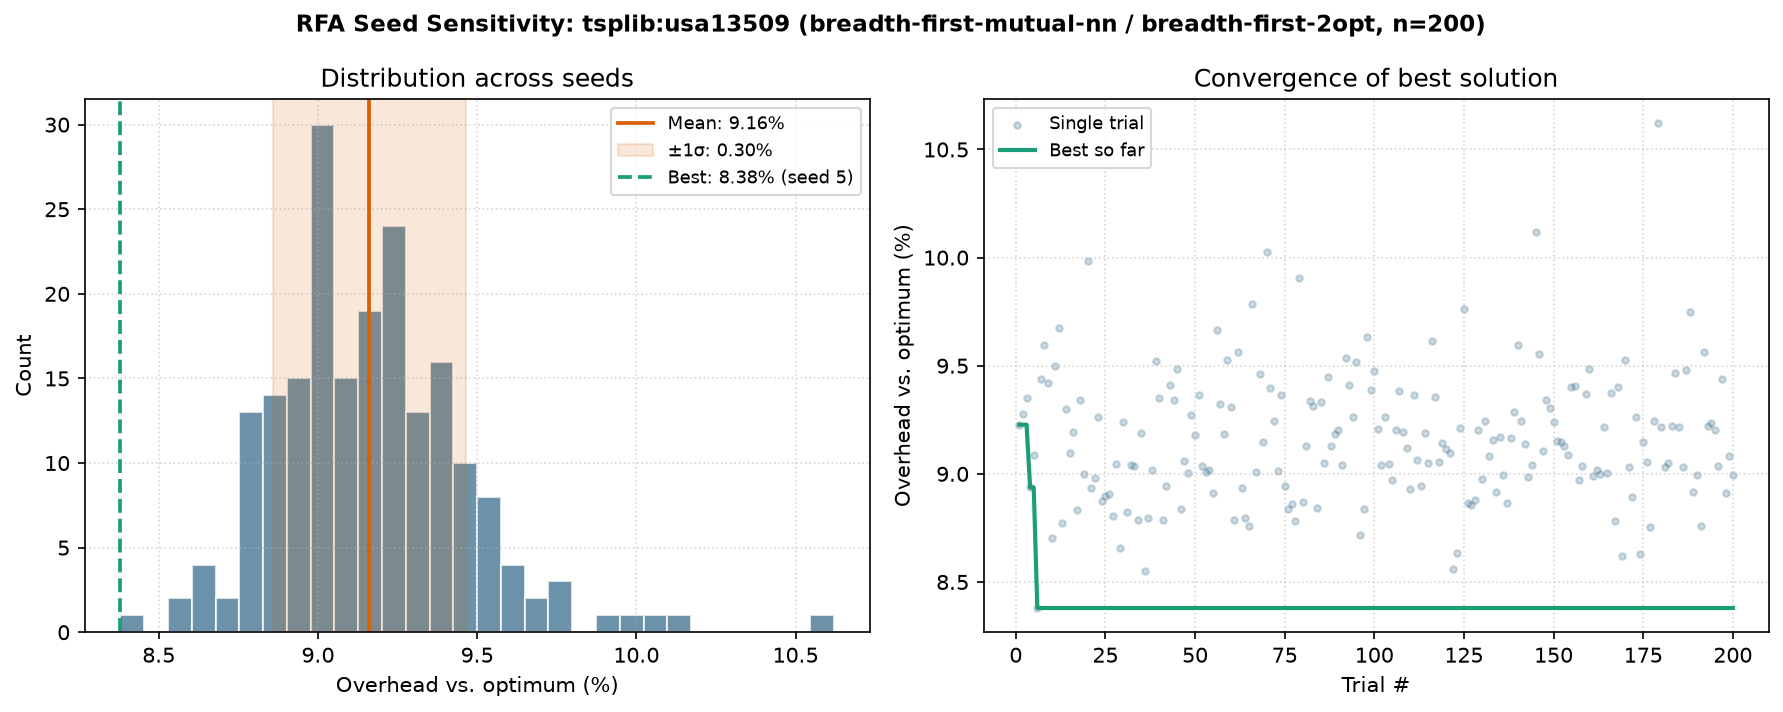 RFA Seed Sensitivity: tsplib:usa13509 (breadth-first-mutual-nn / breadth-first-2opt, n=200)
Distribution across seeds
Mean: 9.16%
±1σ: 0.30%
Best: 8.38% (seed 5)
Count
30
25
20
15
10
5
0
8.5
9.0
9.5
10.0
10.5
Overhead vs. optimum (%)
Convergence of best solution
Single trial
Best so far
Overhead vs. optimum (%)
10.5
10.0
9.5
9.0
8.5
0
25
50
75
100
125
150
175
200
Trial #